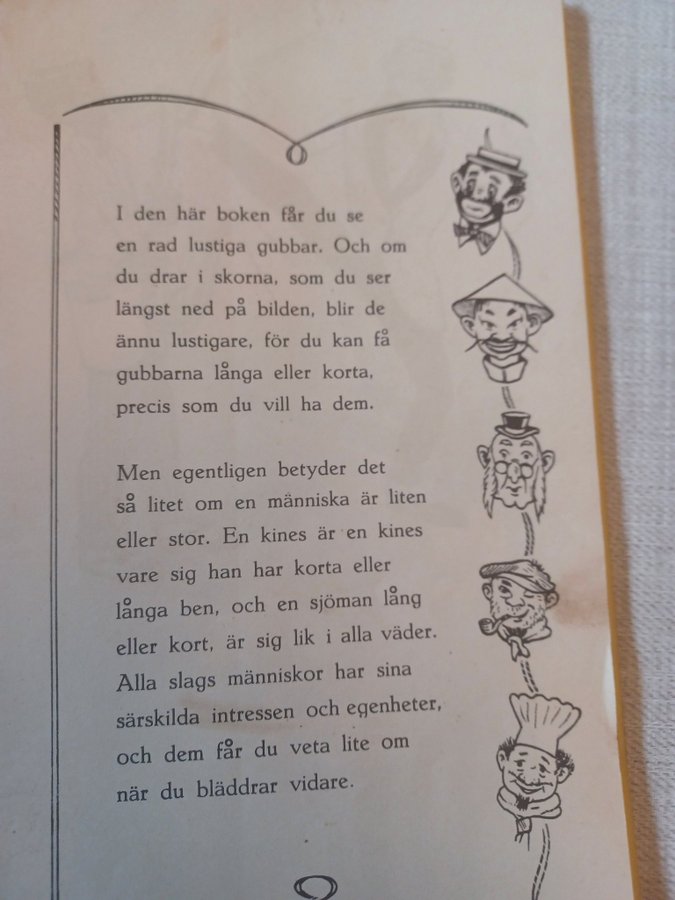 I den här boken får du se
en rad lustiga gubbar. Och om
du drar i skorna, som du ser
längst ned på bilden, blir de
ännu lustigare, för du kan få
gubbarna långa eller korta,
precis som du vill ha dem.
Men egentligen betyder det
så litet om en människa är liten
eller stor. En kines är en kines
vare sig han har korta eller
långa ben, och en sjöman lång
eller kort, är sig lik i alla väder.
Alla slags människor har sina
särskilda intressen och egenheter,
och dem får du veta lite om
när du bläddrar vidare.